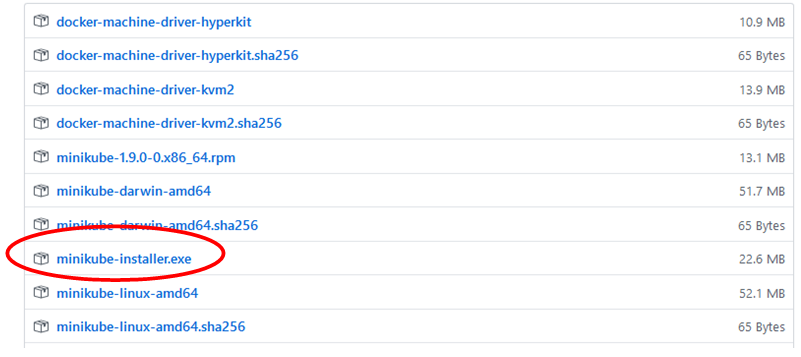 docker-machine-driver-hyperkit 10.9 MB
docker-machine-driver-hyperkit.sha256 65 Bytes
docker-machine-driver-kvm2 13.9 MB
docker-machine-driver-kvm2.sha256 65 Bytes
minikube-1.9.0-0.x86_64.rpm 13.1 MB
minikube-darwin-amd64 51.7 MB
minikube-darwin-amd64.sha256 65 Bytes
minikube-installer.exe 22.6 MB
minikube-linux-amd64 52.1 MB
minikube-linux-amd64.sha256 65 Bytes